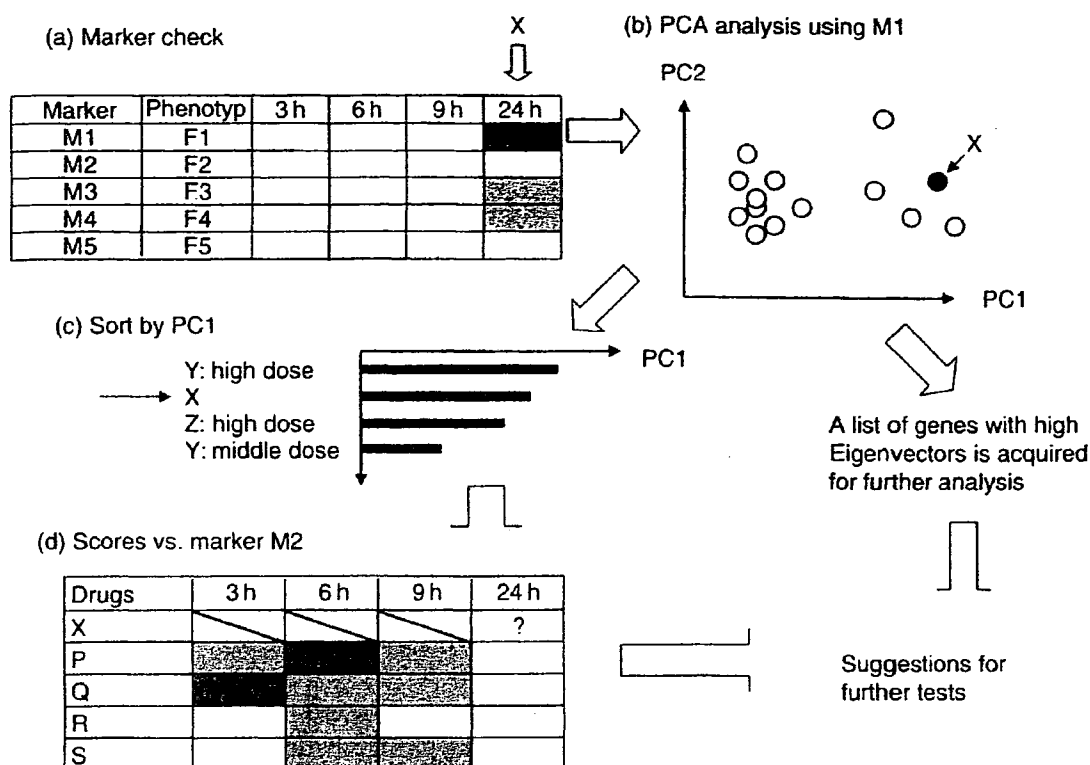 (a) Marker check
X
Marker Phenotyp 3 h 6 h 9 h 24 h
M1 F1
M2 F2
M3 F3
M4 F4
M5 F5
(b) PCA analysis using M1
PC2
X
PC1
(c) Sort by PC1
PC1
Y: high dose
X
Z: high dose
Y: middle dose
A list of genes with high
Eigenvectors is acquired
for further analysis
(d) Scores vs. marker M2
Drugs 3 h 6 h 9 h 24 h
X ?
P
Q
R
S
Suggestions for
further tests